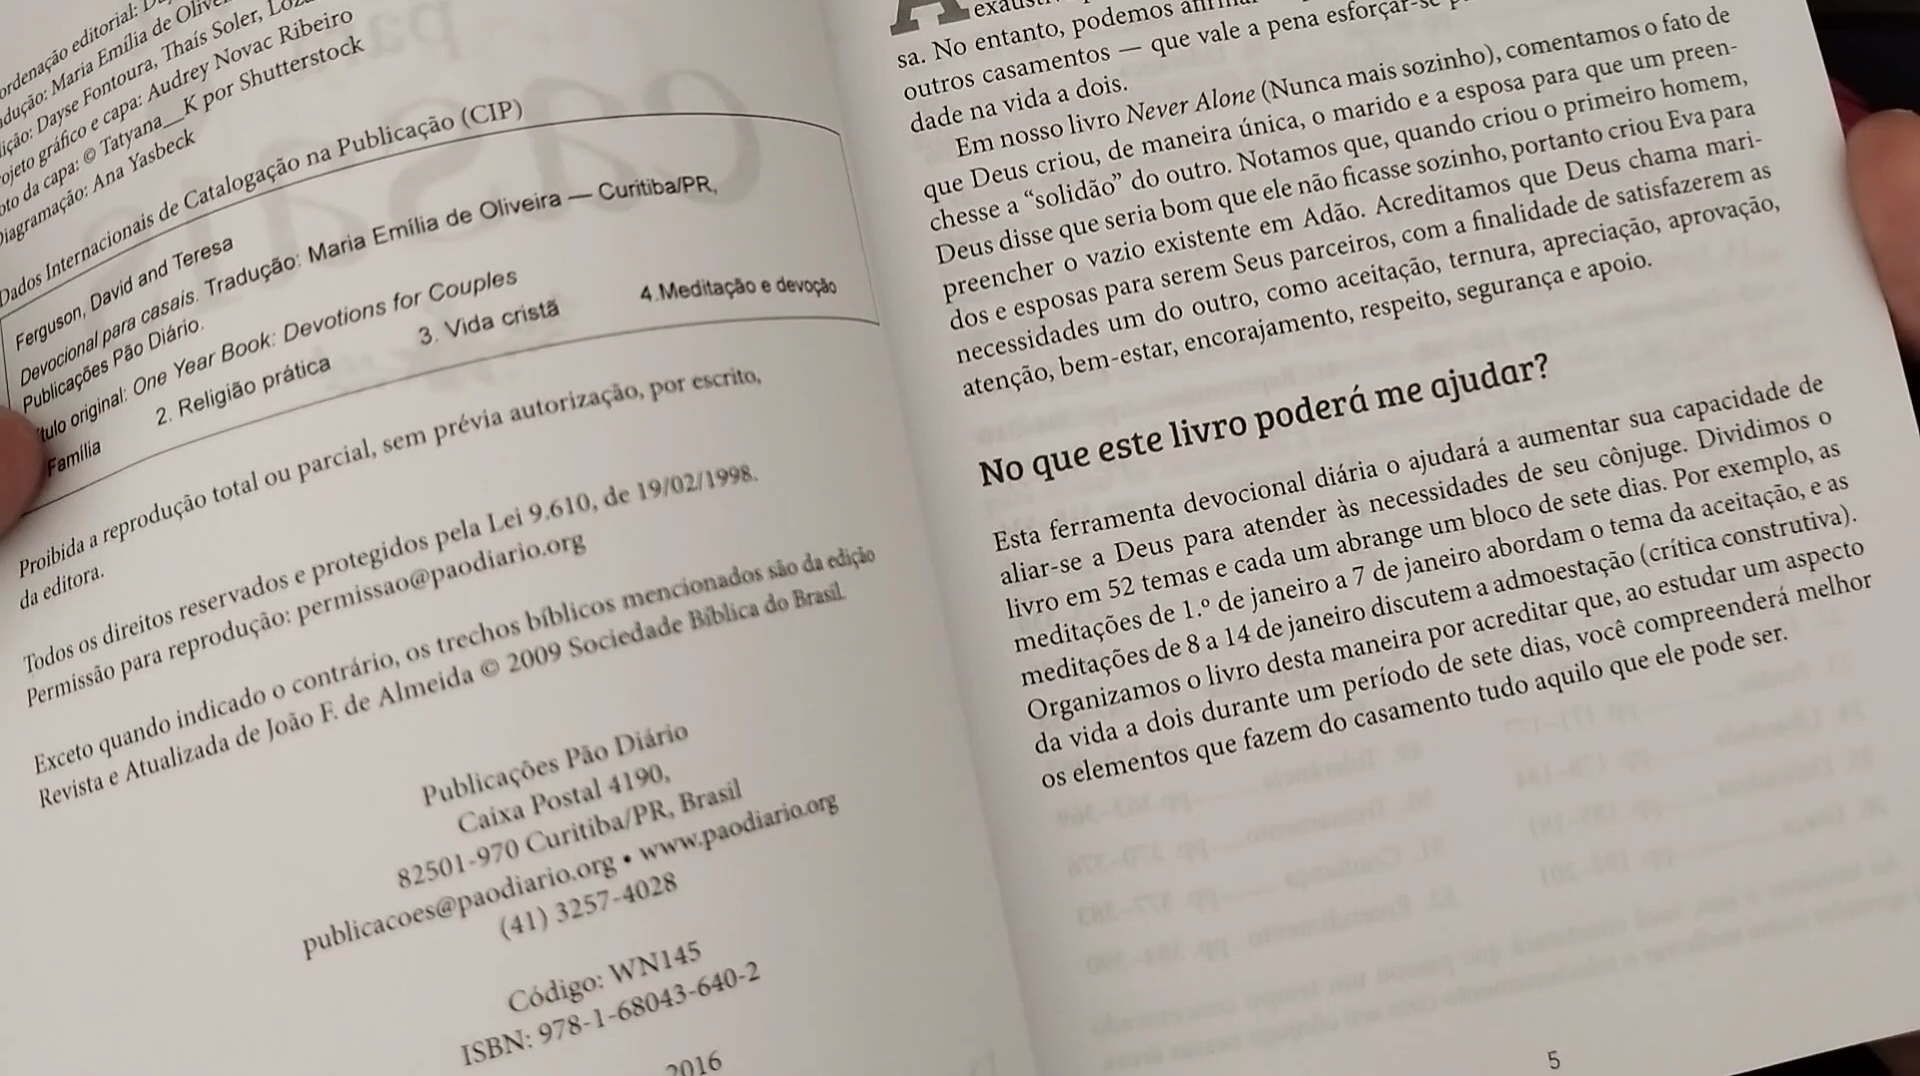 ordenação editorial:
dução: Maria Emília de Olive
ição: Dayse Fontoura, Thaís Soler,
ojeto gráfico e capa: Audrey Novac Ribeiro
oto da capa: © Tatyana__K por Shutterstock
Diagramação: Ana Yasbeck
Dados Internacionais de Catalogação na Publicação (CIP)
Ferguson, David and Teresa
Devocional para casais. Tradução: Maria Emília de Oliveira — Curitiba/PR,
Publicações Pão Diário.
ítulo original: One Year Book: Devotions for Couples
Família 2. Religião prática 3. Vida cristã 4.Meditação e devoção
Proibida a reprodução total ou parcial, sem prévia autorização, por escrito,
da editora.
Todos os direitos reservados e protegidos pela Lei 9.610, de 19/02/1998.
Permissão para reprodução: permissao@paodiario.org
Exceto quando indicado o contrário, os trechos bíblicos mencionados são da edição
Revista e Atualizada de João F. de Almeida © 2009 Sociedade Bíblica do Brasil.
Publicações Pão Diário
Caixa Postal 4190,
82501-970 Curitiba/PR, Brasil
publicacoes@paodiario.org • www.paodiario.org
(41) 3257-4028
Código: WN145
ISBN: 978-1-68043-640-2
2016
sa. No entanto, podemos
outros casamentos — que vale a pena esforçar-se
dade na vida a dois.
Em nosso livro Never Alone (Nunca mais sozinho), comentamos o fato de
que Deus criou, de maneira única, o marido e a esposa para que um preen-
chesse a “solidão” do outro. Notamos que, quando criou o primeiro homem,
Deus disse que seria bom que ele não ficasse sozinho, portanto criou Eva para
preencher o vazio existente em Adão. Acreditamos que Deus chama mari-
dos e esposas para serem Seus parceiros, com a finalidade de satisfazerem as
necessidades um do outro, como aceitação, ternura, apreciação, aprovação,
atenção, bem-estar, encorajamento, respeito, segurança e apoio.
No que este livro poderá me ajudar?
Esta ferramenta devocional diária o ajudará a aumentar sua capacidade de
aliar-se a Deus para atender às necessidades de seu cônjuge. Dividimos o
livro em 52 temas e cada um abrange um bloco de sete dias. Por exemplo, as
meditações de 1.º de janeiro a 7 de janeiro abordam o tema da aceitação, e as
meditações de 8 a 14 de janeiro discutem a admoestação (crítica construtiva).
Organizamos o livro desta maneira por acreditar que, ao estudar um aspecto
da vida a dois durante um período de sete dias, você compreenderá melhor
os elementos que fazem do casamento tudo aquilo que ele pode ser.
5